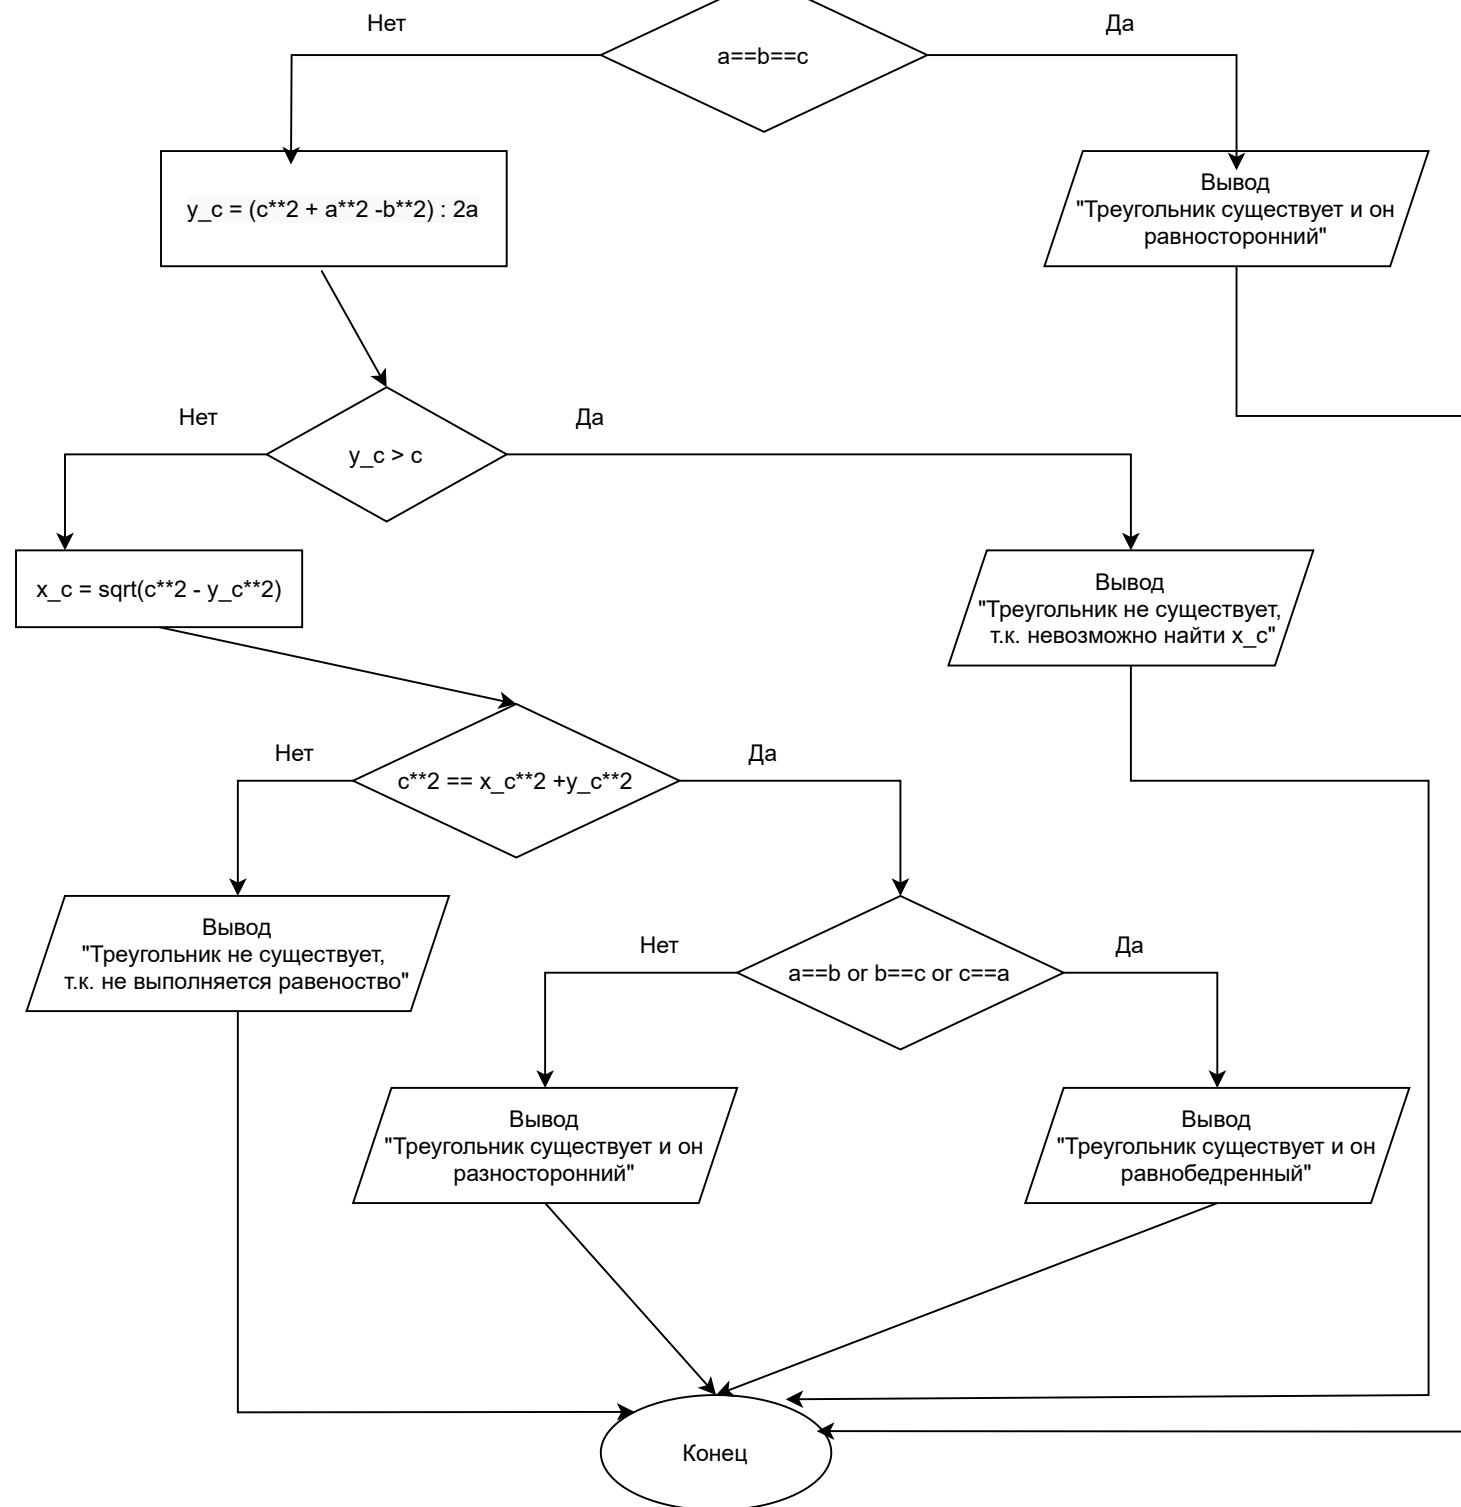 Нет
Да
a==b==c
y_c = (c**2 + a**2 -b**2) : 2a
Вывод
"Треугольник существует и он
равносторонний"
Нет
Да
y_c > c
x_c = sqrt(c**2 - y_c**2)
Вывод
"Треугольник не существует,
т.к. невозможно найти x_c"
Нет
Да
c**2 == x_c**2 +y_c**2
Вывод
"Треугольник не существует,
т.к. не выполняется равеноство"
Нет
Да
a==b or b==c or c==a
Вывод
"Треугольник существует и он
разносторонний"
Вывод
"Треугольник существует и он
равнобедренный"
Конец